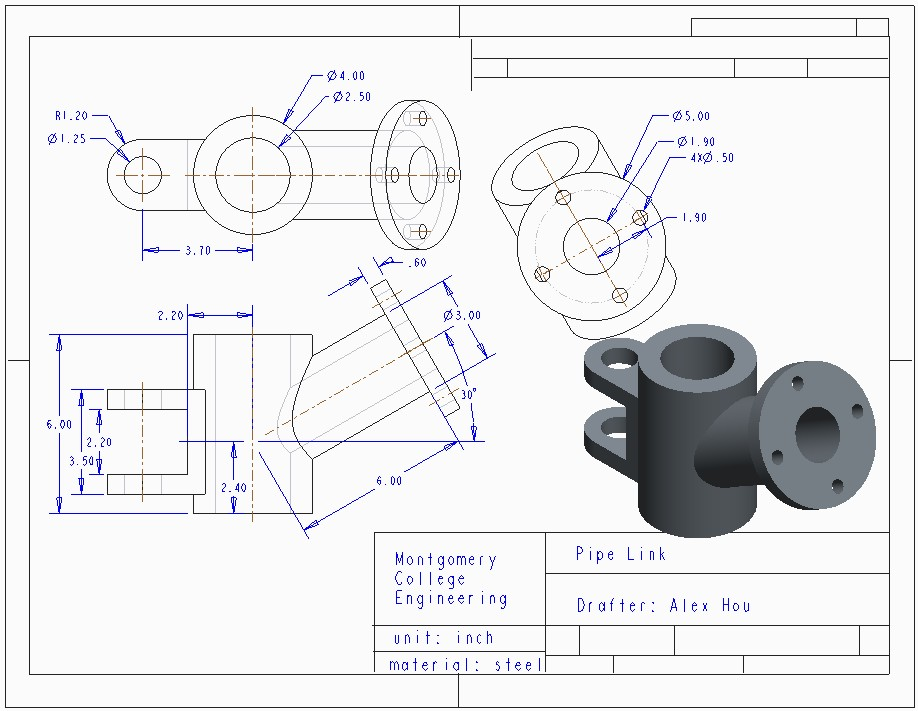 Ø4.00
Ø2.50
R1.20
Ø1.25
3.70
Ø5.00
Ø1.90
4XØ.50
1.90
.60
2.20
Ø3.00
30°
6.00
2.20
3.50
2.40
6.00
Montgomery
College
Engineering
unit: inch
material: steel
Pipe Link
Drafter: Alex Hou